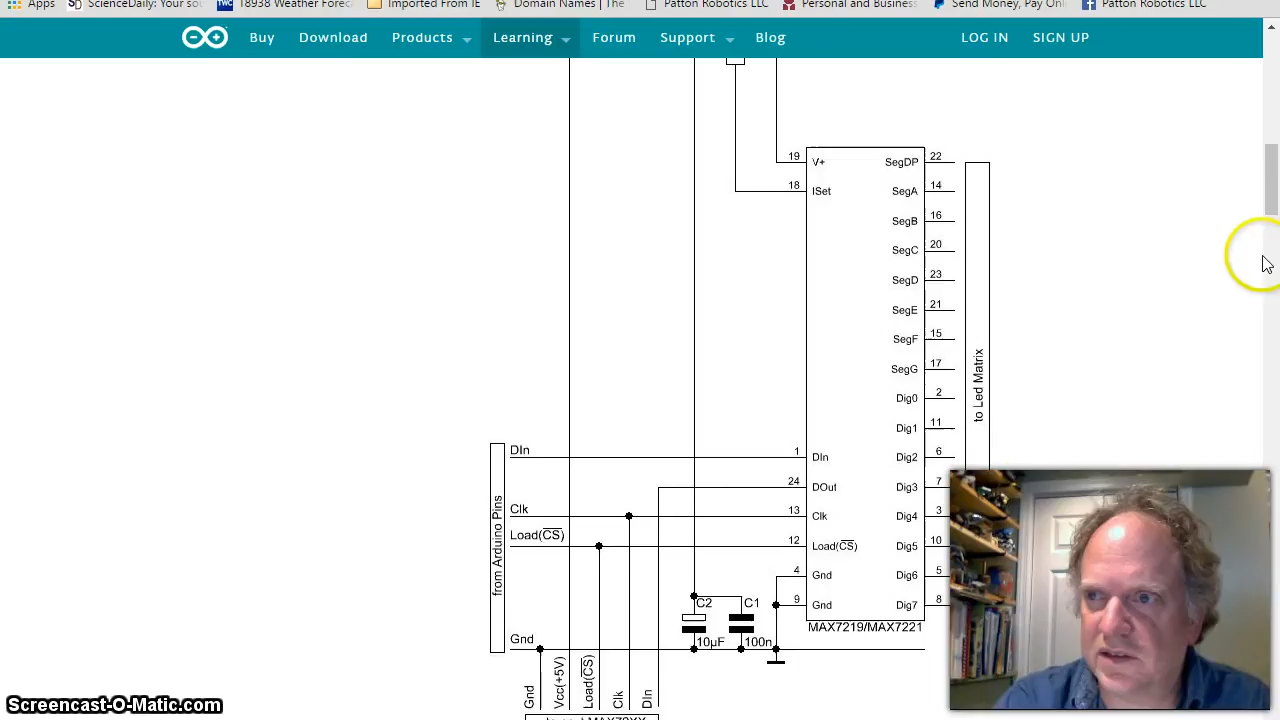 Apps ScienceDaily: Your so TWC 18938 Weather Foreca Imported From IE Domain Names | The Patton Robotics LLC Personal and Business Send Money, Pay Onl Patton Robotics LLC
Buy Download Products Learning Forum Support Blog LOG IN SIGN UP
19 V+ SegDP 22
18 ISet SegA 14
SegB 16
SegC 20
SegD 23
SegE 21
SegF 15
SegG 17
Dig0 2
to Led Matrix
Dig1 11
DIn 1 DIn Dig2 6
24 DOut Dig3 7
Clk 13 Clk Dig4 3
Load(CS) 12 Load(CS) Dig5 10
from Arduino Pins
4 Gnd Dig6 5
C2 C1 9 Gnd Dig7 8
MAX7219/MAX7221
Gnd 10µF 100n
Gnd Vcc(+5V) Load(CS) Clk DIn
Screencast-O-Matic.com